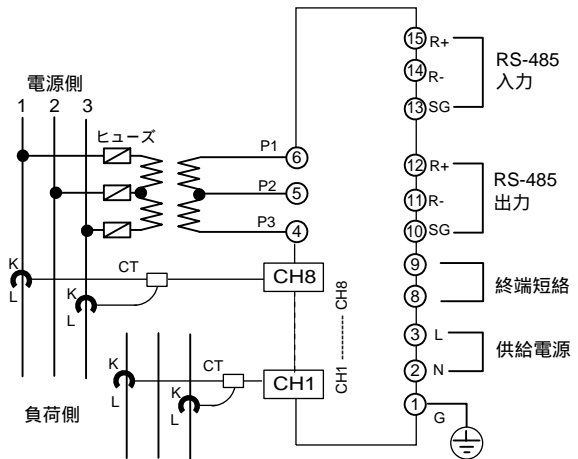 電源側
1 2 3
ヒューズ
P1 ⑥
P2 ⑤
P3 ④
K
L
CT
K
L
CH8
K
L
CT
K
L
CH1
CH1 -------- CH8
負荷側
⑮ R+
⑭ R-
⑬ SG
RS-485
入力
⑫ R+
⑪ R-
⑩ SG
RS-485
出力
⑨
⑧
終端短絡
③ L
② N
供給電源
① G